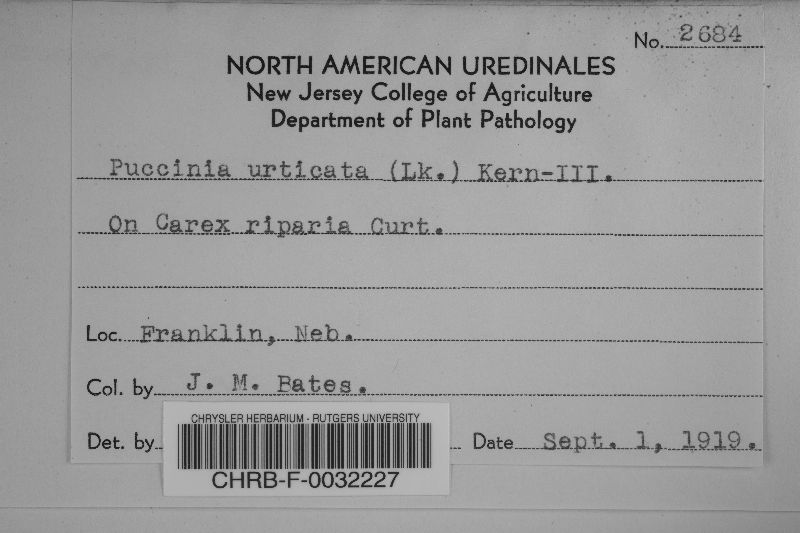 No. 2684
NORTH AMERICAN UREDINALES
New Jersey College of Agriculture
Department of Plant Pathology
Puccinia urticata (Lk.) Kern-III.
On Carex riparia Curt.
Loc. Franklin, Neb.
Col. by J. M. Bates.
Det. by
Date Sept. 1, 1919.
CHRYSLER HERBARIUM - RUTGERS UNIVERSITY
CHRB-F-0032227